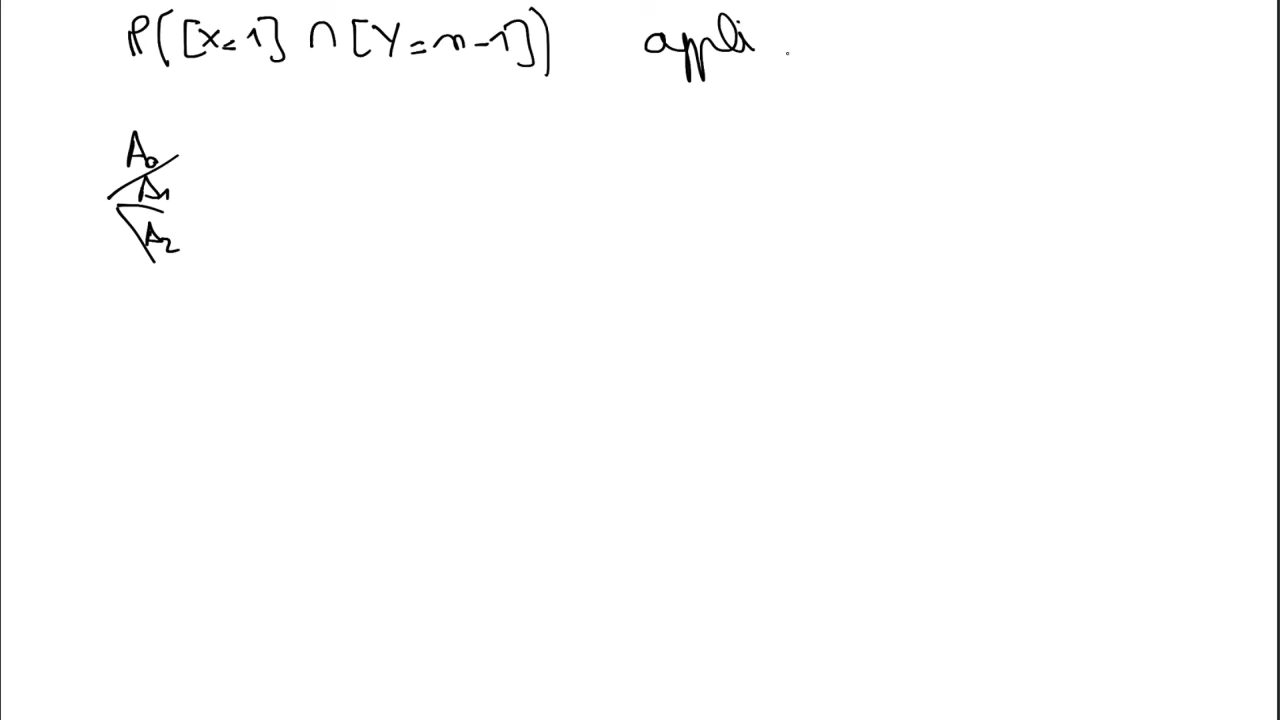 P([X=1] ∩ [Y=n-1]) appli
A₀
A₁
A₂